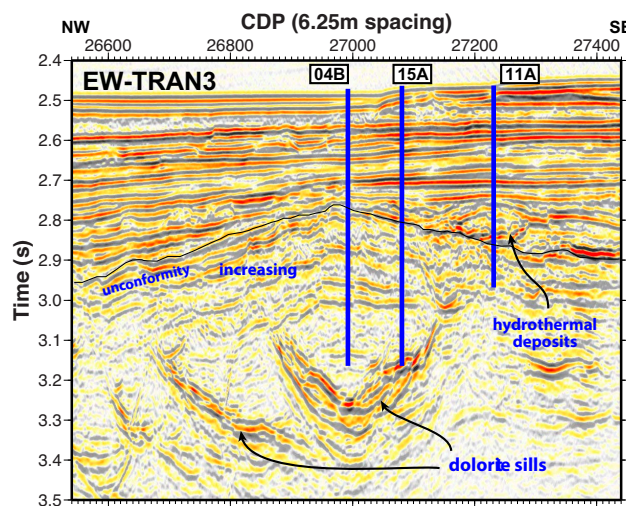 CDP (6.25m spacing)
NW
SE
26600 26800 27000 27200 27400
EW-TRAN3
04B
15A
11A
2.4
2.5
2.6
2.7
2.8
2.9
3.0
3.1
3.2
3.3
3.4
3.5
Time (s)
unconformity
increasing
hydrothermal
deposits
dolorite sills